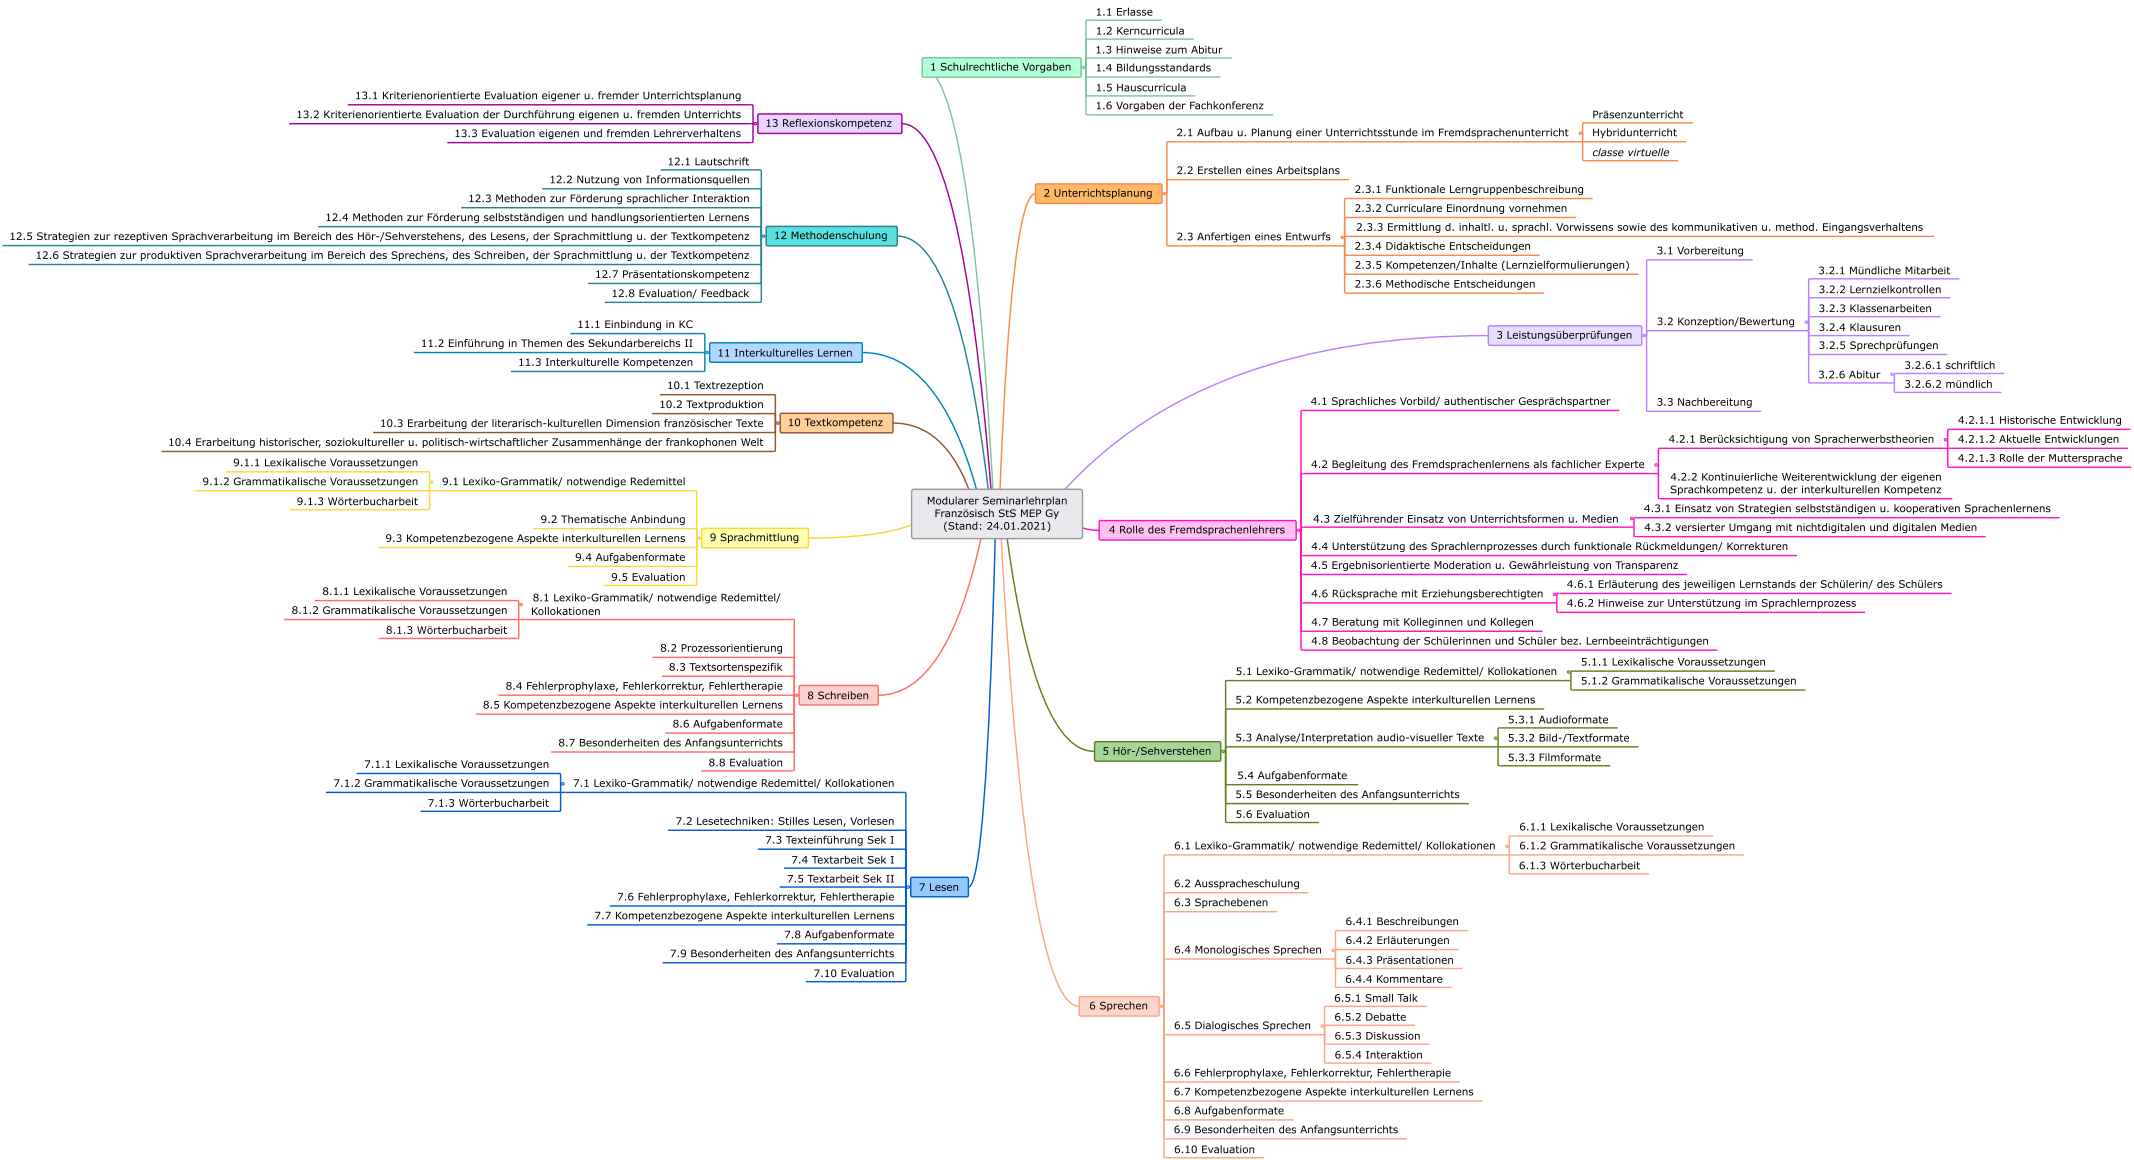 Modularer Seminarlehrplan
Französisch StS MEP Gy
(Stand: 24.01.2021)
1 Schulrechtliche Vorgaben
1.1 Erlasse
1.2 Kerncurricula
1.3 Hinweise zum Abitur
1.4 Bildungsstandards
1.5 Hauscurricula
1.6 Vorgaben der Fachkonferenz
2 Unterrichtsplanung
2.1 Aufbau u. Planung einer Unterrichtsstunde im Fremdsprachenunterricht
Präsenzunterricht
Hybridunterricht
classe virtuelle
2.2 Erstellen eines Arbeitsplans
2.3 Anfertigen eines Entwurfs
2.3.1 Funktionale Lerngruppenbeschreibung
2.3.2 Curriculare Einordnung vornehmen
2.3.3 Ermittlung d. inhaltl. u. sprachl. Vorwissens sowie des kommunikativen u. method. Eingangsverhaltens
2.3.4 Didaktische Entscheidungen
2.3.5 Kompetenzen/Inhalte (Lernzielformulierungen)
2.3.6 Methodische Entscheidungen
3 Leistungsüberprüfungen
3.1 Vorbereitung
3.2 Konzeption/Bewertung
3.2.1 Mündliche Mitarbeit
3.2.2 Lernzielkontrollen
3.2.3 Klassenarbeiten
3.2.4 Klausuren
3.2.5 Sprechprüfungen
3.2.6 Abitur
3.2.6.1 schriftlich
3.2.6.2 mündlich
3.3 Nachbereitung
4 Rolle des Fremdsprachenlehrers
4.1 Sprachliches Vorbild/ authentischer Gesprächspartner
4.2 Begleitung des Fremdsprachenlernens als fachlicher Experte
4.2.1 Berücksichtigung von Spracherwerbstheorien
4.2.1.1 Historische Entwicklung
4.2.1.2 Aktuelle Entwicklungen
4.2.1.3 Rolle der Muttersprache
4.2.2 Kontinuierliche Weiterentwicklung der eigenen
Sprachkompetenz u. der interkulturellen Kompetenz
4.3 Zielführender Einsatz von Unterrichtsformen u. Medien
4.3.1 Einsatz von Strategien selbstständigen u. kooperativen Sprachenlernens
4.3.2 versierter Umgang mit nichtdigitalen und digitalen Medien
4.4 Unterstützung des Sprachlernprozesses durch funktionale Rückmeldungen/ Korrekturen
4.5 Ergebnisorientierte Moderation u. Gewährleistung von Transparenz
4.6 Rücksprache mit Erziehungsberechtigten
4.6.1 Erläuterung des jeweiligen Lernstands der Schülerin/ des Schülers
4.6.2 Hinweise zur Unterstützung im Sprachlernprozess
4.7 Beratung mit Kolleginnen und Kollegen
4.8 Beobachtung der Schülerinnen und Schüler bez. Lernbeeinträchtigungen
5 Hör-/Sehverstehen
5.1 Lexiko-Grammatik/ notwendige Redemittel/ Kollokationen
5.1.1 Lexikalische Voraussetzungen
5.1.2 Grammatikalische Voraussetzungen
5.2 Kompetenzbezogene Aspekte interkulturellen Lernens
5.3 Analyse/Interpretation audio-visueller Texte
5.3.1 Audioformate
5.3.2 Bild-/Textformate
5.3.3 Filmformate
5.4 Aufgabenformate
5.5 Besonderheiten des Anfangsunterrichts
5.6 Evaluation
6 Sprechen
6.1 Lexiko-Grammatik/ notwendige Redemittel/ Kollokationen
6.1.1 Lexikalische Voraussetzungen
6.1.2 Grammatikalische Voraussetzungen
6.1.3 Wörterbucharbeit
6.2 Ausspracheschulung
6.3 Sprachebenen
6.4 Monologisches Sprechen
6.4.1 Beschreibungen
6.4.2 Erläuterungen
6.4.3 Präsentationen
6.4.4 Kommentare
6.5 Dialogisches Sprechen
6.5.1 Small Talk
6.5.2 Debatte
6.5.3 Diskussion
6.5.4 Interaktion
6.6 Fehlerprophylaxe, Fehlerkorrektur, Fehlertherapie
6.7 Kompetenzbezogene Aspekte interkulturellen Lernens
6.8 Aufgabenformate
6.9 Besonderheiten des Anfangsunterrichts
6.10 Evaluation
7 Lesen
7.1 Lexiko-Grammatik/ notwendige Redemittel/ Kollokationen
7.1.1 Lexikalische Voraussetzungen
7.1.2 Grammatikalische Voraussetzungen
7.1.3 Wörterbucharbeit
7.2 Lesetechniken: Stilles Lesen, Vorlesen
7.3 Texteinführung Sek I
7.4 Textarbeit Sek I
7.5 Textarbeit Sek II
7.6 Fehlerprophylaxe, Fehlerkorrektur, Fehlertherapie
7.7 Kompetenzbezogene Aspekte interkulturellen Lernens
7.8 Aufgabenformate
7.9 Besonderheiten des Anfangsunterrichts
7.10 Evaluation
8 Schreiben
8.1 Lexiko-Grammatik/ notwendige Redemittel/
Kollokationen
8.1.1 Lexikalische Voraussetzungen
8.1.2 Grammatikalische Voraussetzungen
8.1.3 Wörterbucharbeit
8.2 Prozessorientierung
8.3 Textsortenspezifik
8.4 Fehlerprophylaxe, Fehlerkorrektur, Fehlertherapie
8.5 Kompetenzbezogene Aspekte interkulturellen Lernens
8.6 Aufgabenformate
8.7 Besonderheiten des Anfangsunterrichts
8.8 Evaluation
9 Sprachmittlung
9.1 Lexiko-Grammatik/ notwendige Redemittel
9.1.1 Lexikalische Voraussetzungen
9.1.2 Grammatikalische Voraussetzungen
9.1.3 Wörterbucharbeit
9.2 Thematische Anbindung
9.3 Kompetenzbezogene Aspekte interkulturellen Lernens
9.4 Aufgabenformate
9.5 Evaluation
10 Textkompetenz
10.1 Textrezeption
10.2 Textproduktion
10.3 Erarbeitung der literarisch-kulturellen Dimension französischer Texte
10.4 Erarbeitung historischer, soziokultureller u. politisch-wirtschaftlicher Zusammenhänge der frankophonen Welt
11 Interkulturelles Lernen
11.1 Einbindung in KC
11.2 Einführung in Themen des Sekundarbereichs II
11.3 Interkulturelle Kompetenzen
12 Methodenschulung
12.1 Lautschrift
12.2 Nutzung von Informationsquellen
12.3 Methoden zur Förderung sprachlicher Interaktion
12.4 Methoden zur Förderung selbstständigen und handlungsorientierten Lernens
12.5 Strategien zur rezeptiven Sprachverarbeitung im Bereich des Hör-/Sehverstehens, des Lesens, der Sprachmittlung u. der Textkompetenz
12.6 Strategien zur produktiven Sprachverarbeitung im Bereich des Sprechens, des Schreiben, der Sprachmittlung u. der Textkompetenz
12.7 Präsentationskompetenz
12.8 Evaluation/ Feedback
13 Reflexionskompetenz
13.1 Kriterienorientierte Evaluation eigener u. fremder Unterrichtsplanung
13.2 Kriterienorientierte Evaluation der Durchführung eigenen u. fremden Unterrichts
13.3 Evaluation eigenen und fremden Lehrerverhaltens